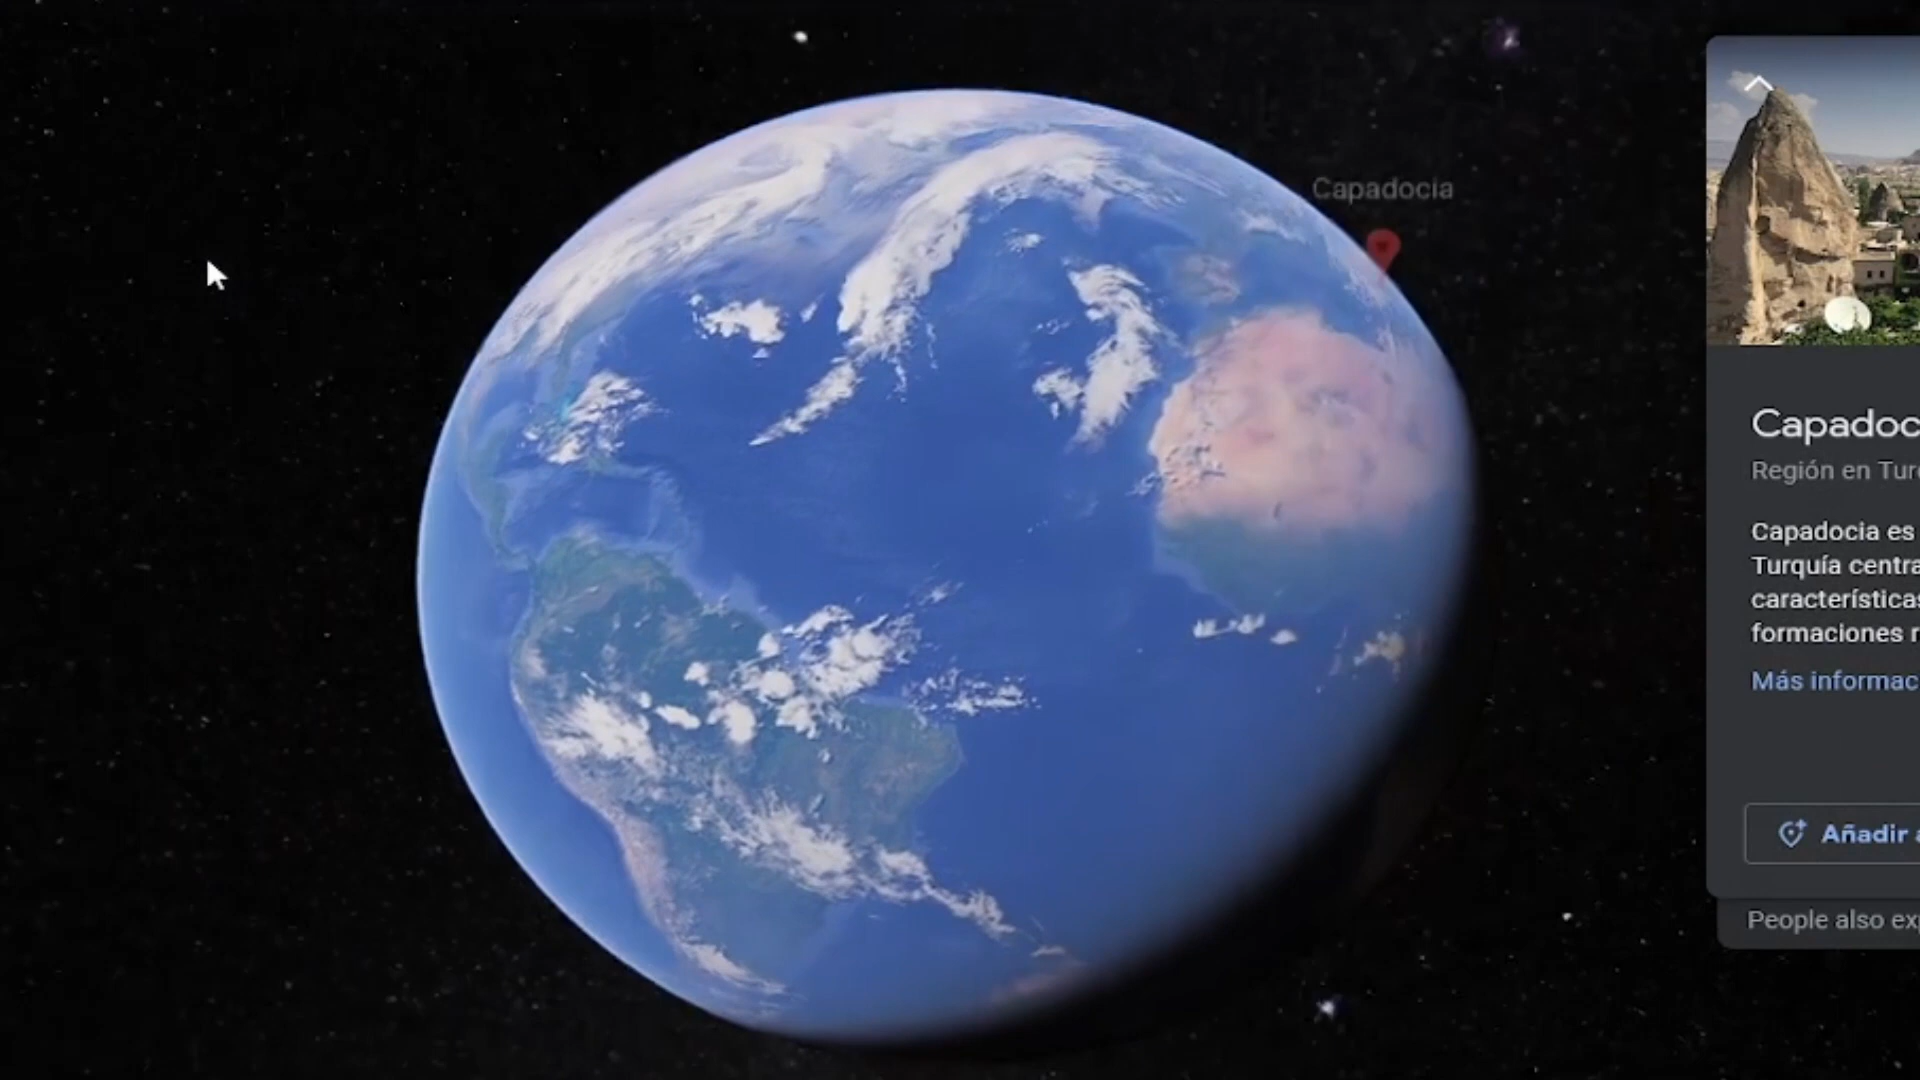 Capadocia
Capadoc
Región en Tur
Capadocia es
Turquía centra
características
formaciones
Más informac
Añadir
People also ex